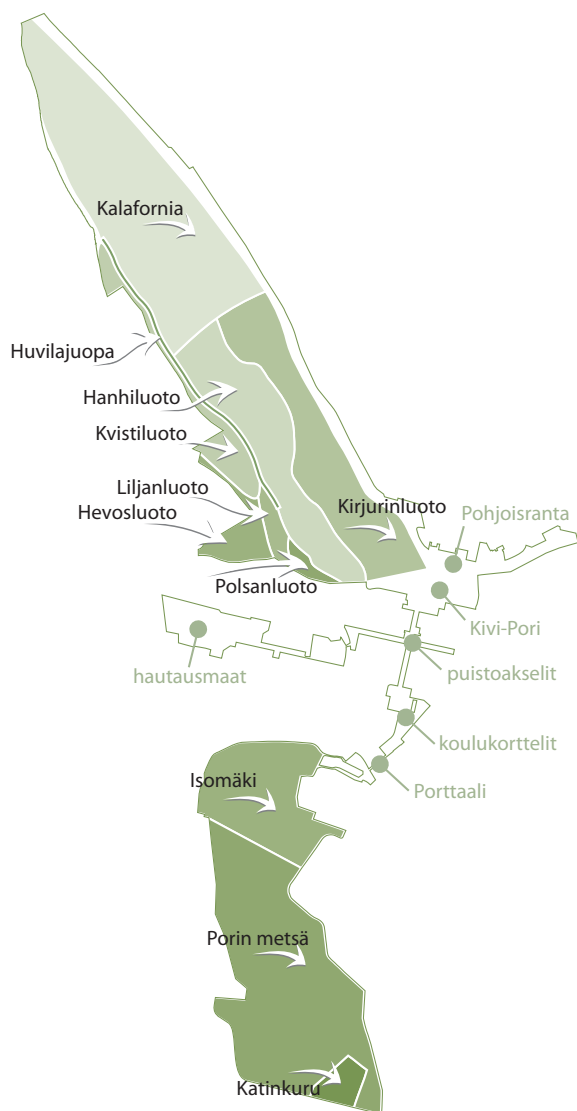 Kalafornia
Huvilajuopa
Hanhiluoto
Kvistiluoto
Liljanluoto
Hevosluoto
Kirjurinluoto
Pohjoisranta
Polsanluoto
Kivi-Pori
hautausmaat
puistoakselit
koulukorttelit
Isomäki
Porttaali
Porin metsä
Katinkuru